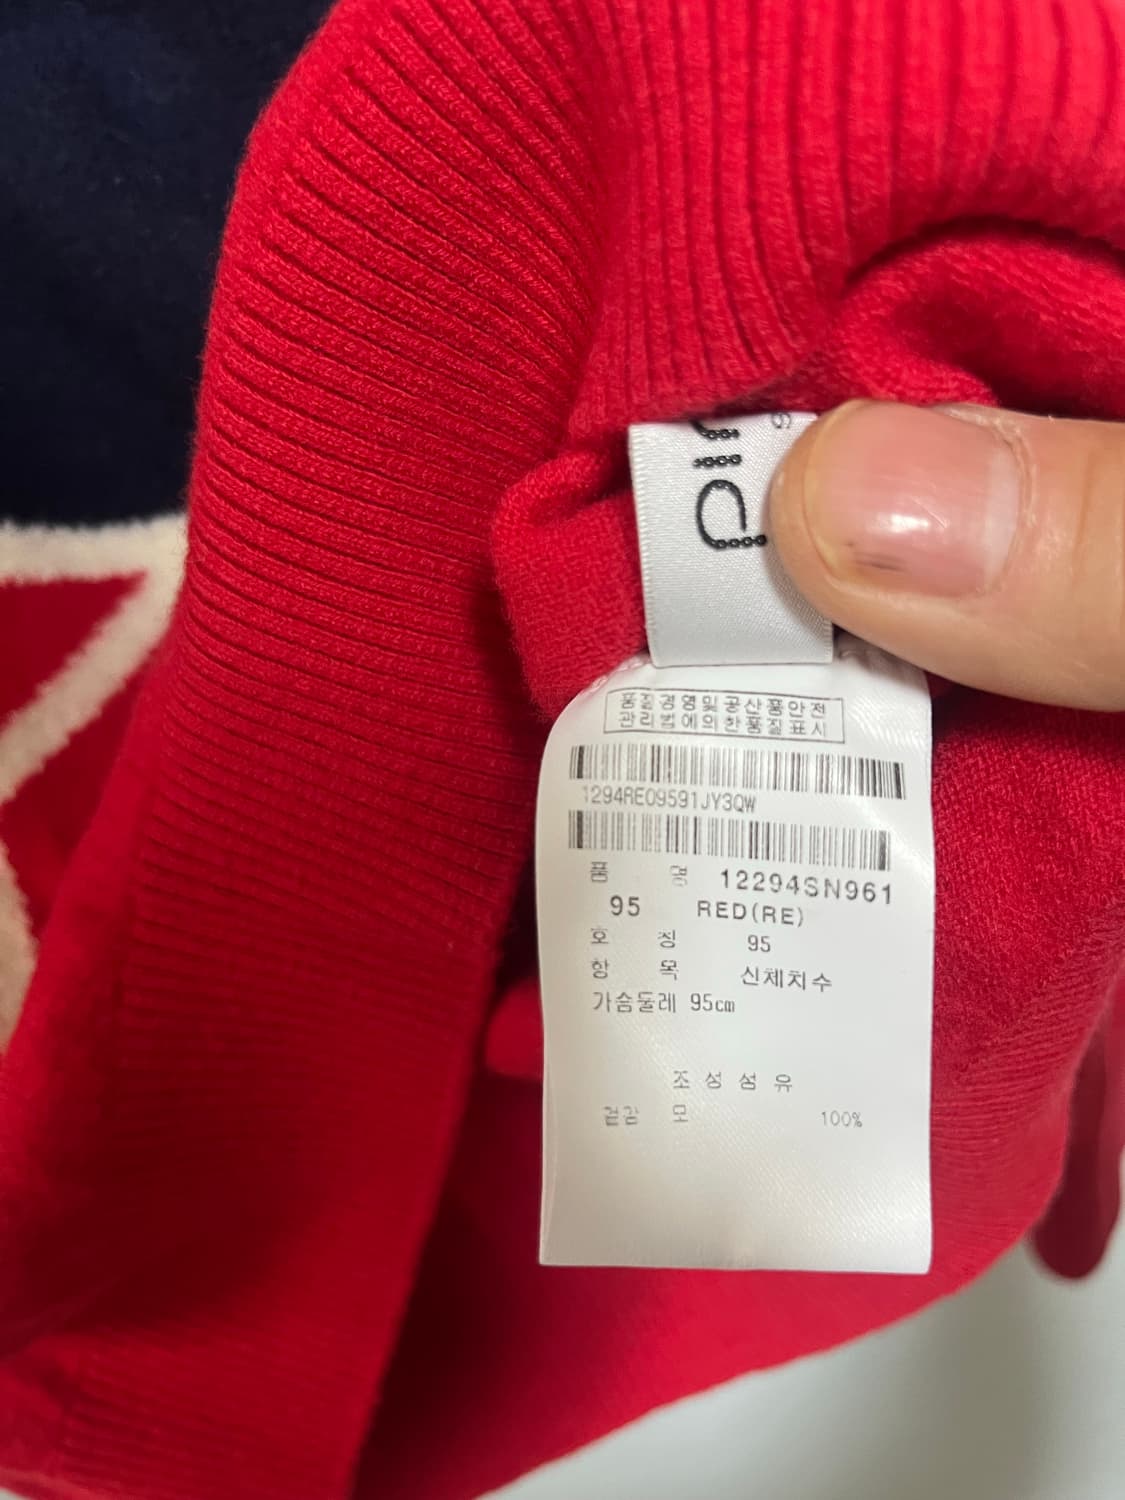 품질경영및공산품안전
관리법에의한품질표시
1294RE09591JY3QW
품 명 12294SN961
95 RED(RE)
호 칭 95
항 목 신체치수
가슴둘레 95cm
조성섬유
겉감 모 100%